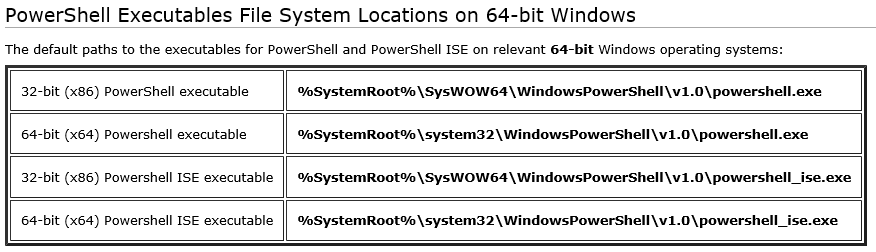 PowerShell Executables File System Locations on 64-bit Windows
The default paths to the executables for PowerShell and PowerShell ISE on relevant 64-bit Windows operating systems:
32-bit (x86) PowerShell executable %SystemRoot%\SysWOW64\WindowsPowerShell\v1.0\powershell.exe
64-bit (x64) Powershell executable %SystemRoot%\system32\WindowsPowerShell\v1.0\powershell.exe
32-bit (x86) Powershell ISE executable %SystemRoot%\SysWOW64\WindowsPowerShell\v1.0\powershell_ise.exe
64-bit (x64) Powershell ISE executable %SystemRoot%\system32\WindowsPowerShell\v1.0\powershell_ise.exe